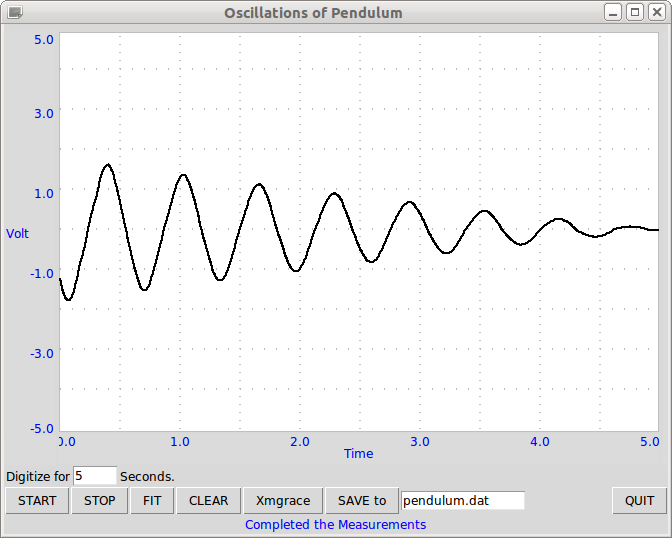 Oscillations of Pendulum
5.0
3.0
1.0
Volt
-1.0
-3.0
-5.0
0.0 1.0 2.0 3.0 4.0 5.0
Time
Digitize for 5 Seconds.
START STOP FIT CLEAR Xmgrace SAVE to pendulum.dat QUIT
Completed the Measurements